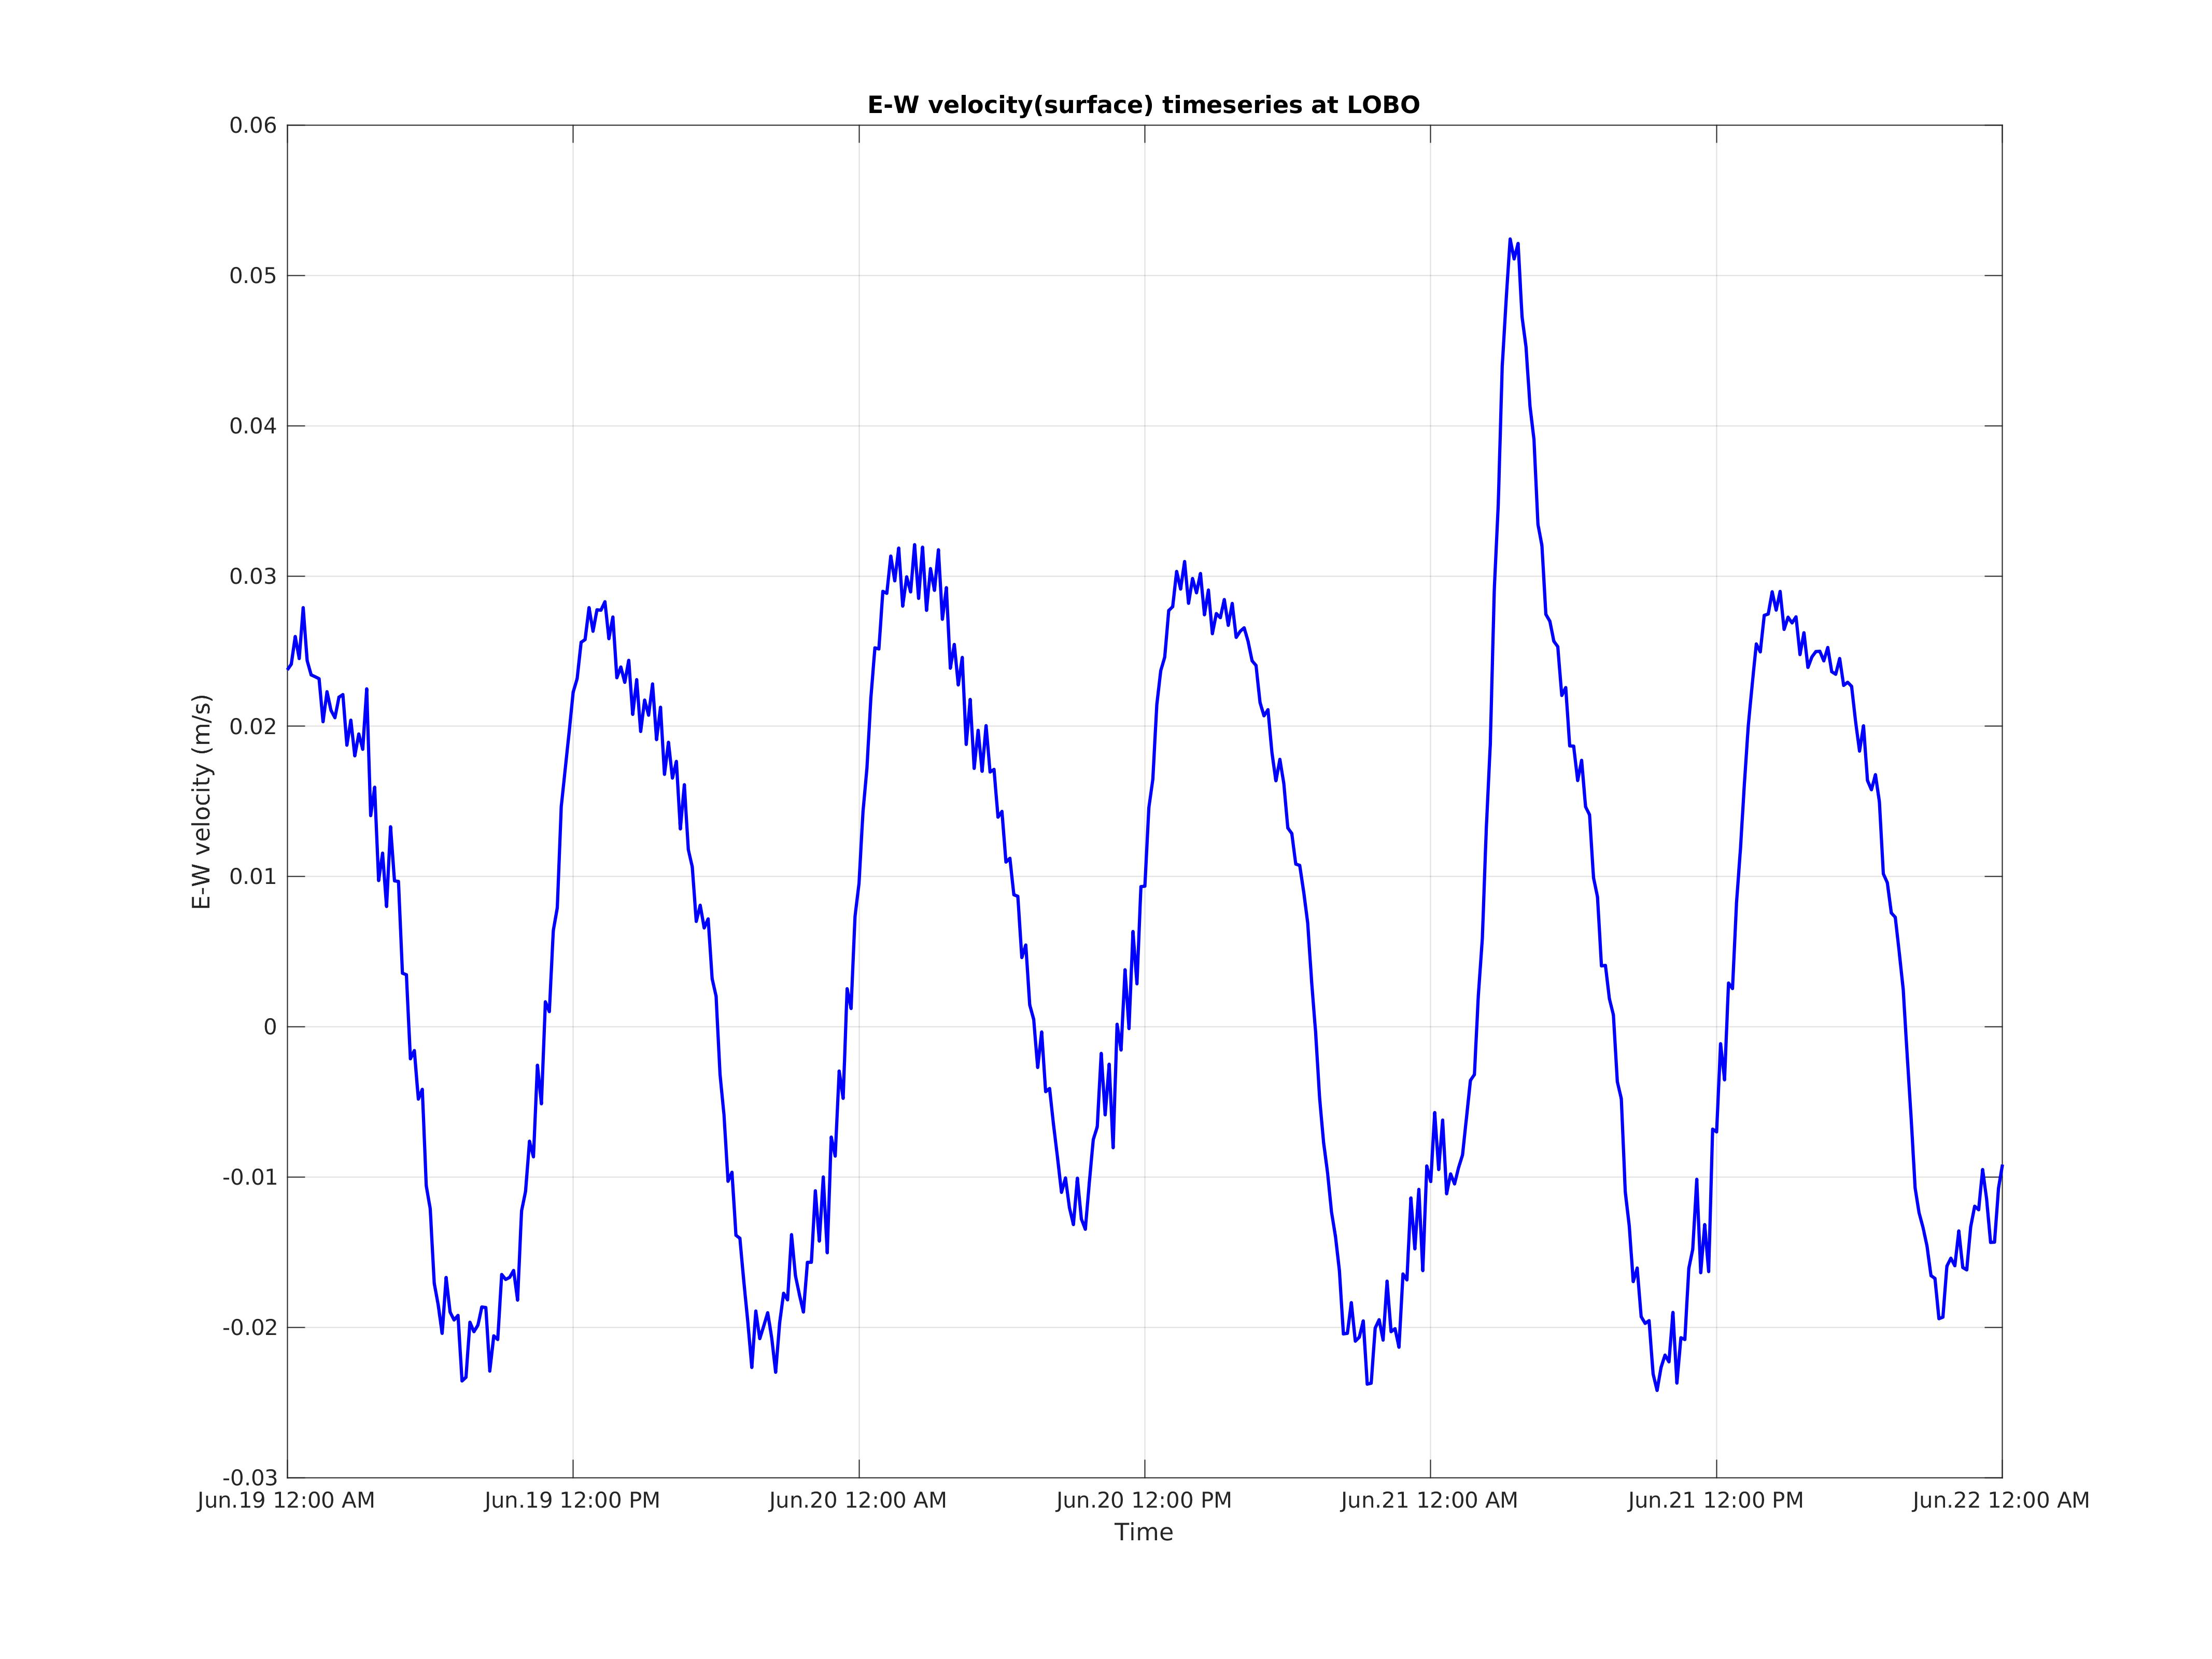 E-W velocity(surface) timeseries at LOBO
0.06
0.05
0.04
0.03
0.02
0.01
0
-0.01
-0.02
-0.03
E-W velocity (m/s)
Jun.19 12:00 AM
Jun.19 12:00 PM
Jun.20 12:00 AM
Jun.20 12:00 PM
Jun.21 12:00 AM
Jun.21 12:00 PM
Jun.22 12:00 AM
Time